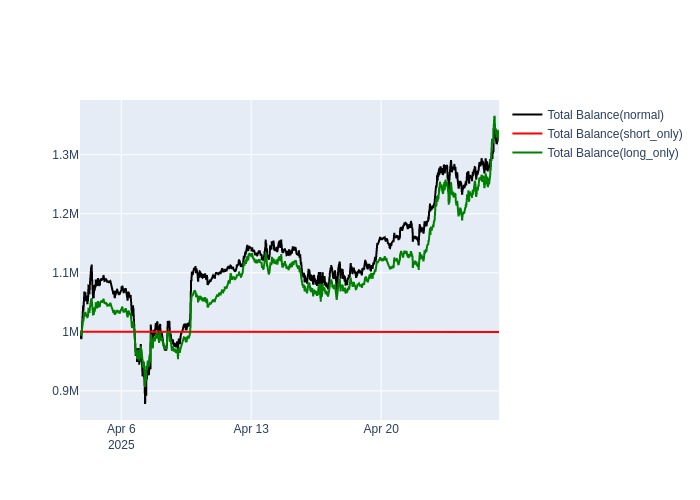 Total Balance(normal)
Total Balance(short_only)
Total Balance(long_only)
1.3M
1.2M
1.1M
1M
0.9M
Apr 6
2025
Apr 13
Apr 20